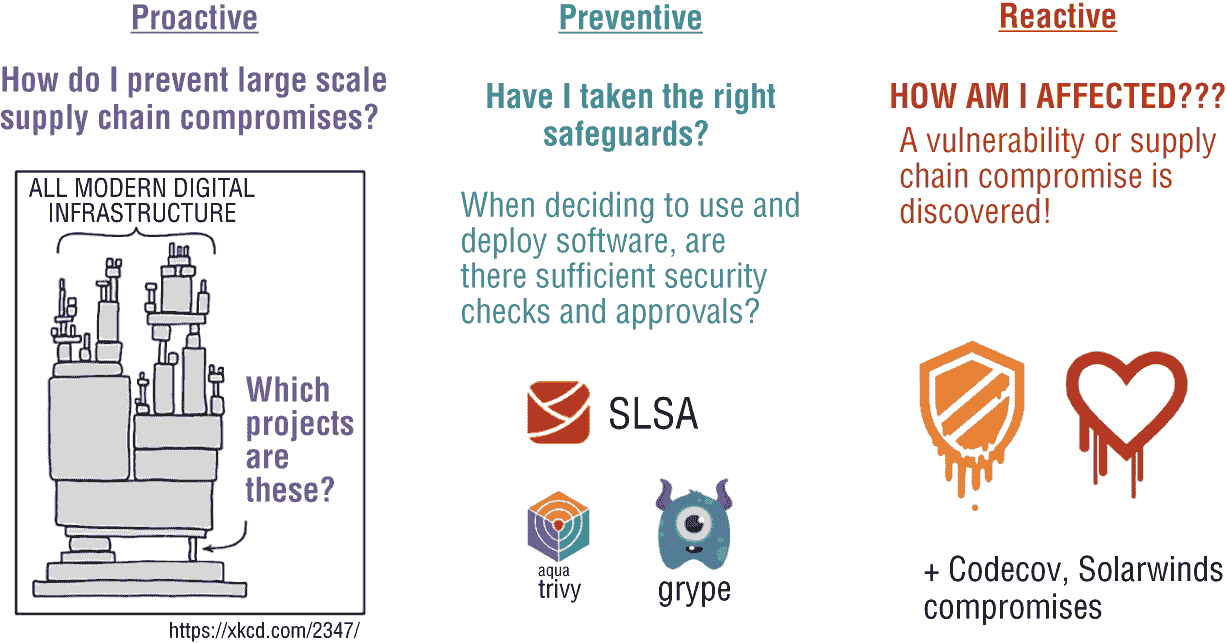 Proactive
How do I prevent large scale
supply chain compromises?
ALL MODERN DIGITAL
INFRASTRUCTURE
Which
projects
are
these?
https://xkcd.com/2347/
Preventive
Have I taken the right
safeguards?
When deciding to use and
deploy software, are
there sufficient security
checks and approvals?
SLSA
aqua
trivy
grype
Reactive
HOW AM I AFFECTED???
A vulnerability or supply
chain compromise is
discovered!
+ Codecov, Solarwinds
compromises